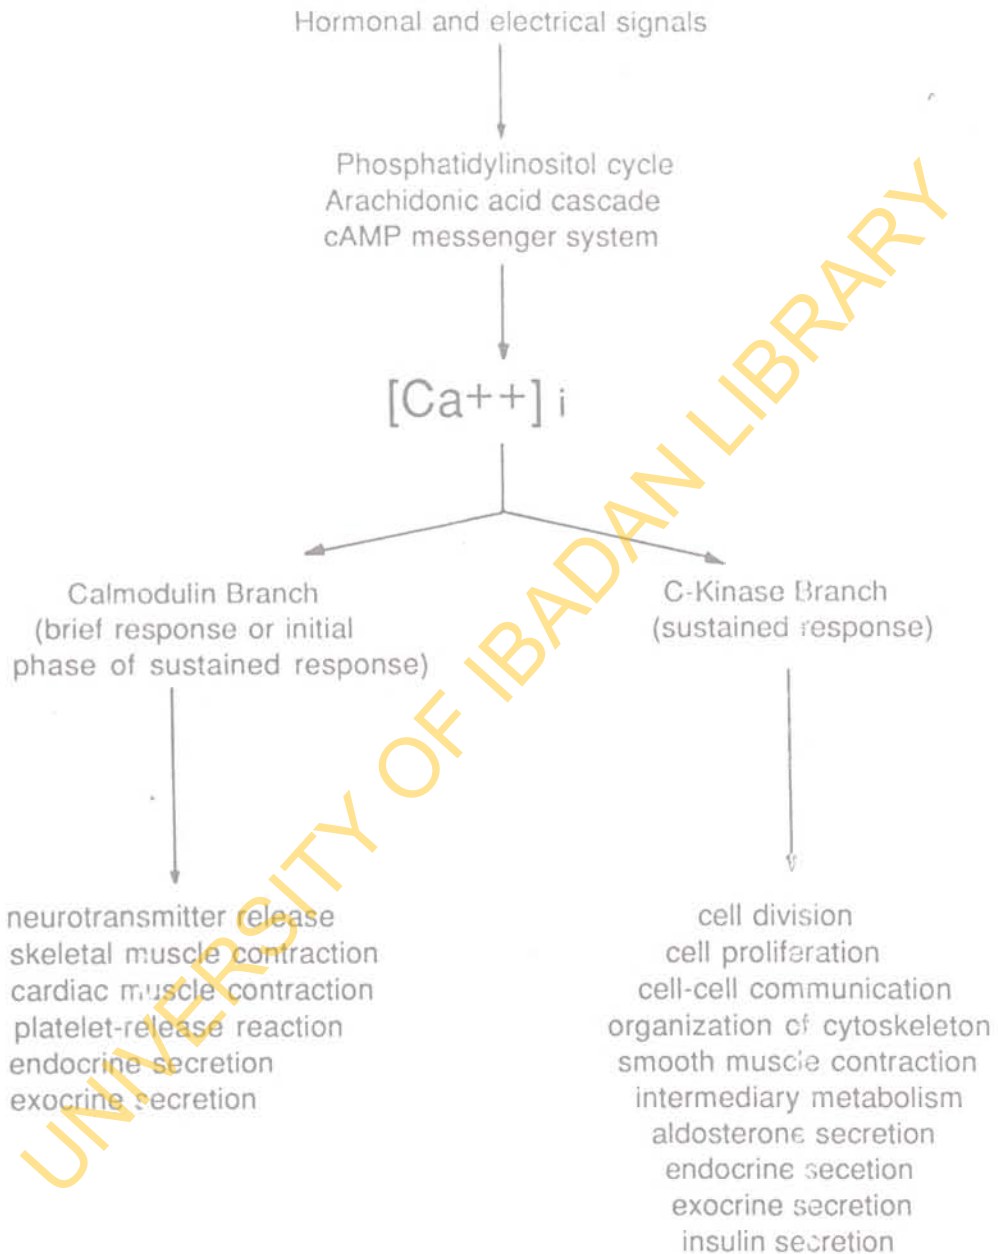 Hormonal and electrical signals
Phosphatidylinositol cycle
Arachidonic acid cascade
cAMP messenger system
[Ca++] i
Calmodulin Branch
(brief response or initial
phase of sustained response)
C-Kinase Branch
(sustained response)
neurotransmitter release
skeletal muscle contraction
cardiac muscle contraction
platelet-release reaction
endocrine secretion
exocrine secretion
cell division
cell proliferation
cell-cell communication
organization of cytoskeleton
smooth muscle contraction
intermediary metabolism
aldosterone secretion
endocrine secetion
exocrine secretion
insulin secretion
UNIVERSITY OF IBADAN LIBRARY